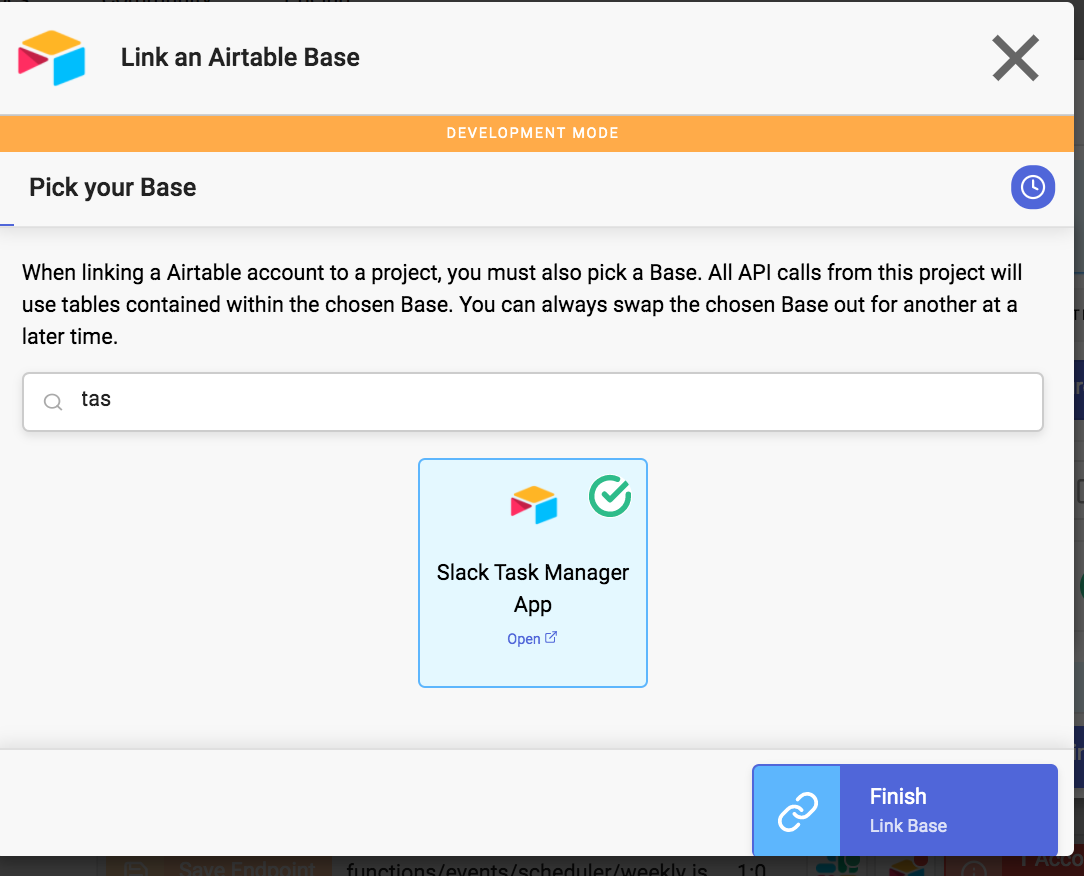 Link an Airtable Base
DEVELOPMENT MODE
Pick your Base
When linking a Airtable account to a project, you must also pick a Base. All API calls from this project will
use tables contained within the chosen Base. You can always swap the chosen Base out for another at a
later time.
tas
Slack Task Manager
App
Open
Finish
Link Base
Save Endpoint
functions/events/scheduler/weekly.js
1:0